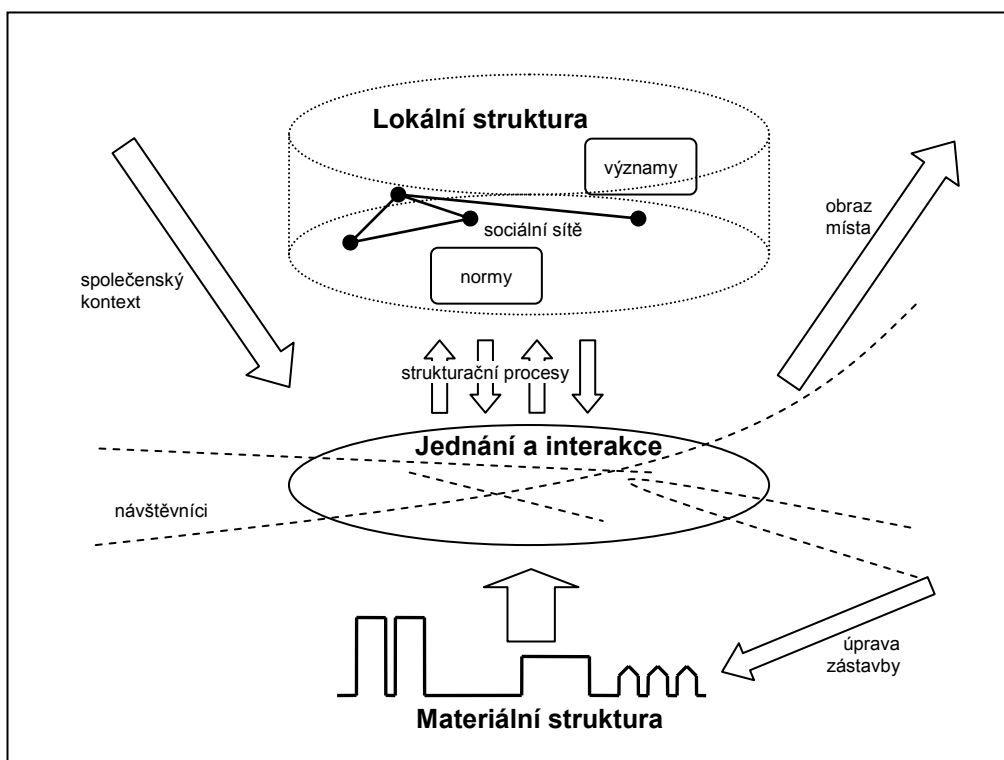 Lokální struktura
významy
obraz
místa
sociální sítě
normy
společenský
kontext
strukturační procesy
Jednání a interakce
návštěvníci
úprava
zástavby
Materiální struktura